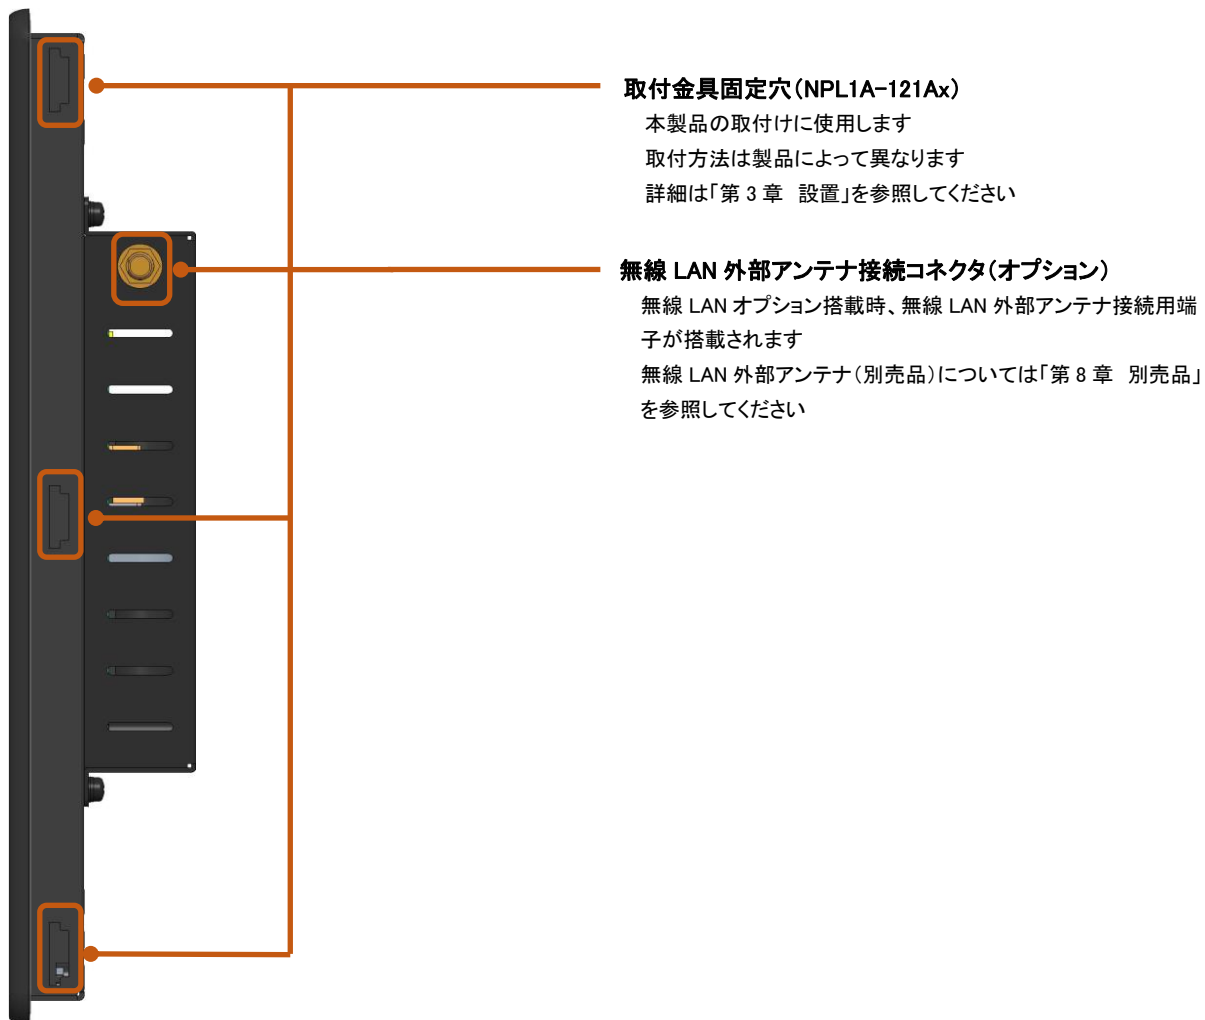 取付金具固定穴（NPL1A-121Ax）
本製品の取付けに使用します
取付方法は製品によって異なります
詳細は「第 3 章　設置」を参照してください
無線 LAN 外部アンテナ接続コネクタ（オプション）
無線 LAN オプション搭載時、無線 LAN 外部アンテナ接続用端
子が搭載されます
無線 LAN 外部アンテナ（別売品）については「第 8 章　別売品」
を参照してください